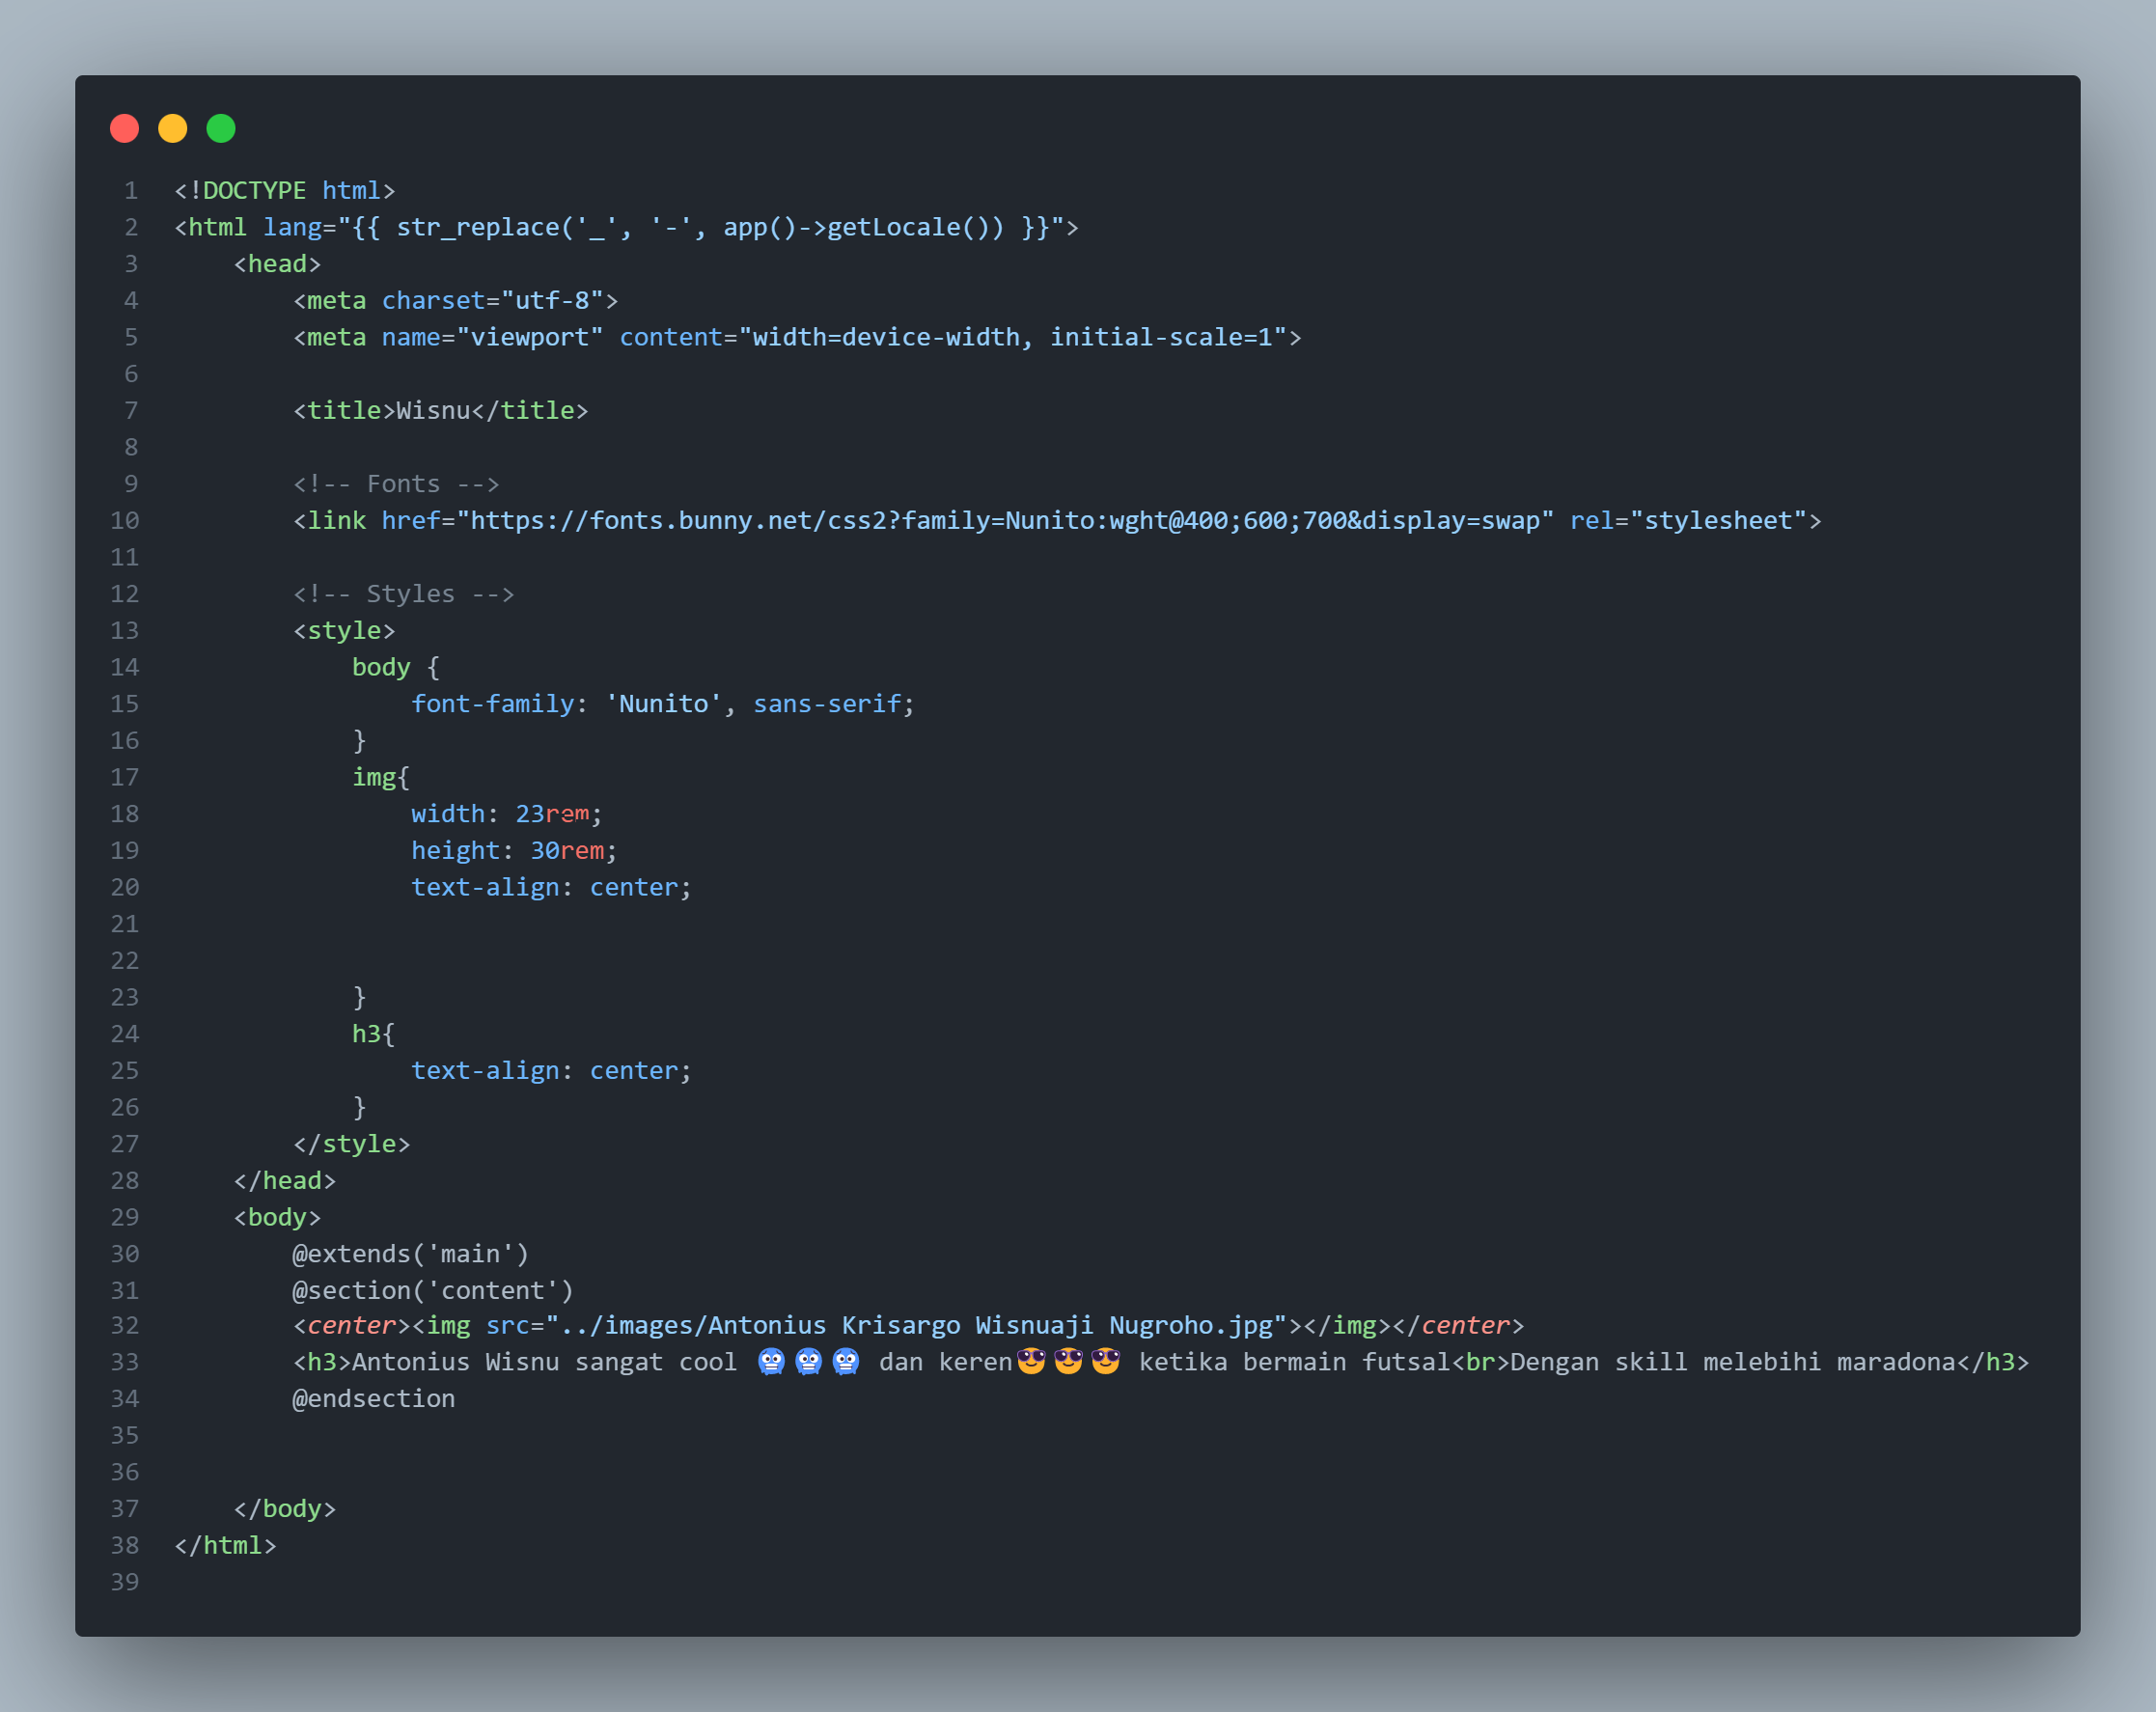 1 <!DOCTYPE html>
2 <html lang="{{ str_replace('_', '-', app()->getLocale()) }}">
3     <head>
4         <meta charset="utf-8">
5         <meta name="viewport" content="width=device-width, initial-scale=1">
6
7         <title>Wisnu</title>
8
9         <!-- Fonts -->
10         <link href="https://fonts.bunny.net/css2?family=Nunito:wght@400;600;700&display=swap" rel="stylesheet">
11
12         <!-- Styles -->
13         <style>
14             body {
15                 font-family: 'Nunito', sans-serif;
16             }
17             img{
18                 width: 23rem;
19                 height: 30rem;
20                 text-align: center;
21
22
23             }
24             h3{
25                 text-align: center;
26             }
27         </style>
28     </head>
29     <body>
30         @extends('main')
31         @section('content')
32         <center><img src="../images/Antonius Krisargo Wisnuaji Nugroho.jpg"></img></center>
33         <h3>Antonius Wisnu sangat cool 🥶🥶🥶 dan keren😎😎😎 ketika bermain futsal<br>Dengan skill melebihi maradona</h3>
34         @endsection
35
36
37     </body>
38 </html>
39